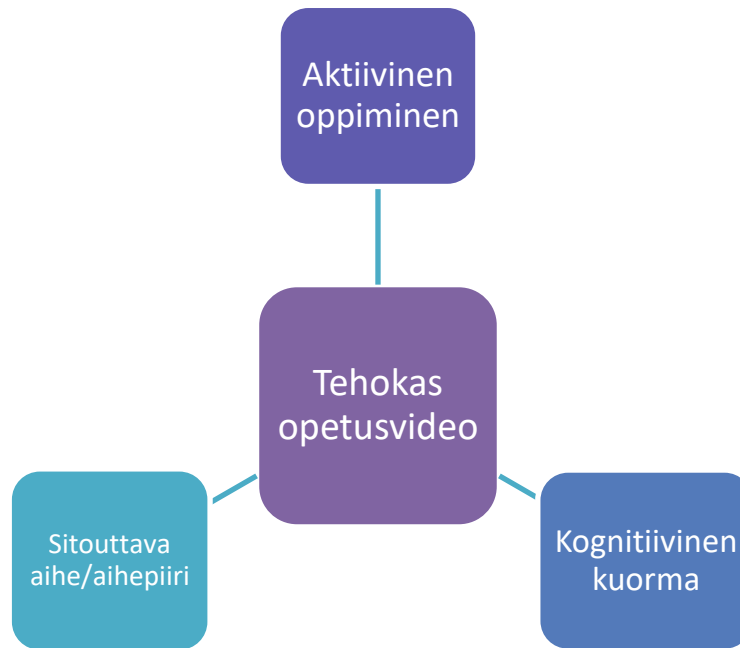 Aktiivinen
oppiminen
Tehokas
opetusvideo
Sitouttava
aihe/aihepiiri
Kognitiivinen
kuorma